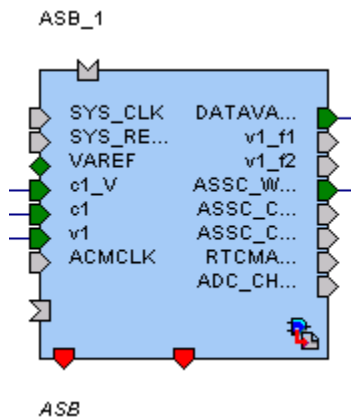 ASB_1
SYS_CLK DATAVA...
SYS_RE... v1_f1
VAREF v1_f2
c1_V ASSC_W...
c1 ASSC_C...
v1 ASSC_C...
ACMCLK RTCMA...
ADC_CH...
ASB